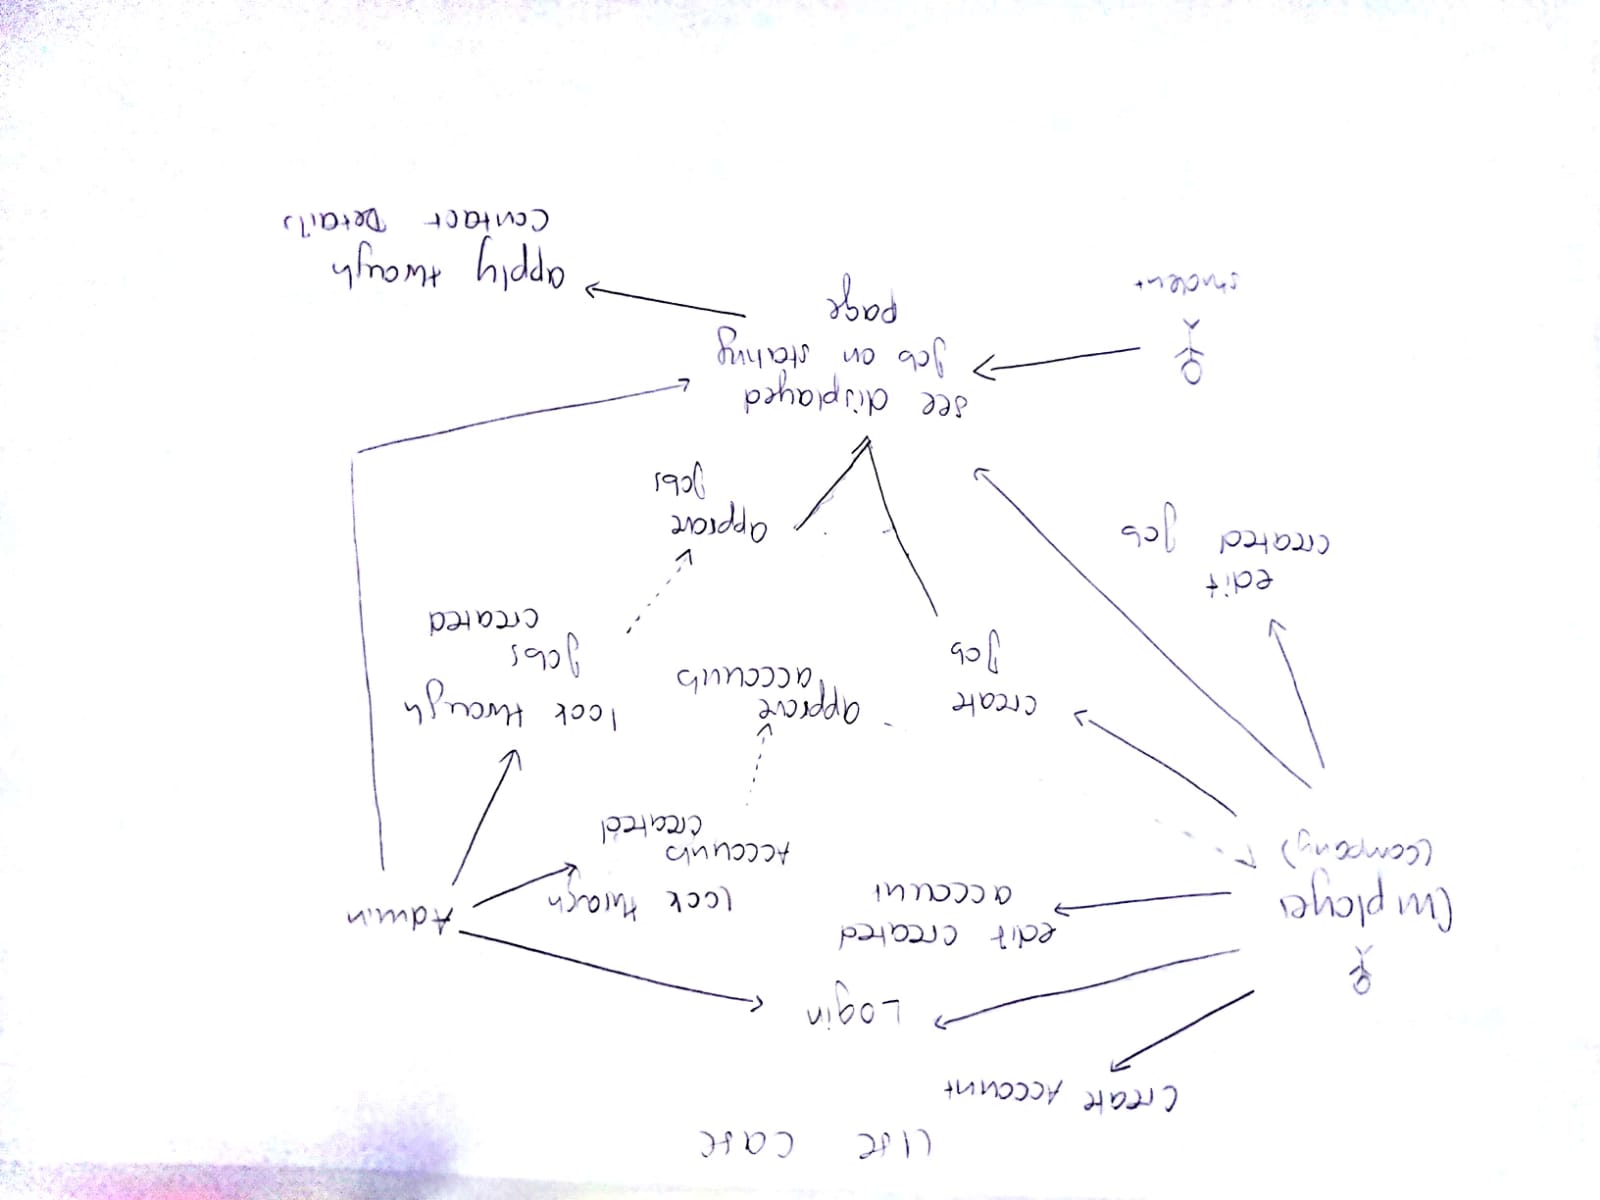 Use case
Create Account
Login
Employer
(company)
edit created
account
Admin
look through
Accounts
created
create
job
approve
accounts
look through
jobs
created
edit
created job
approve
jobs
see displayed
job on
page
student
apply through
Contact Details